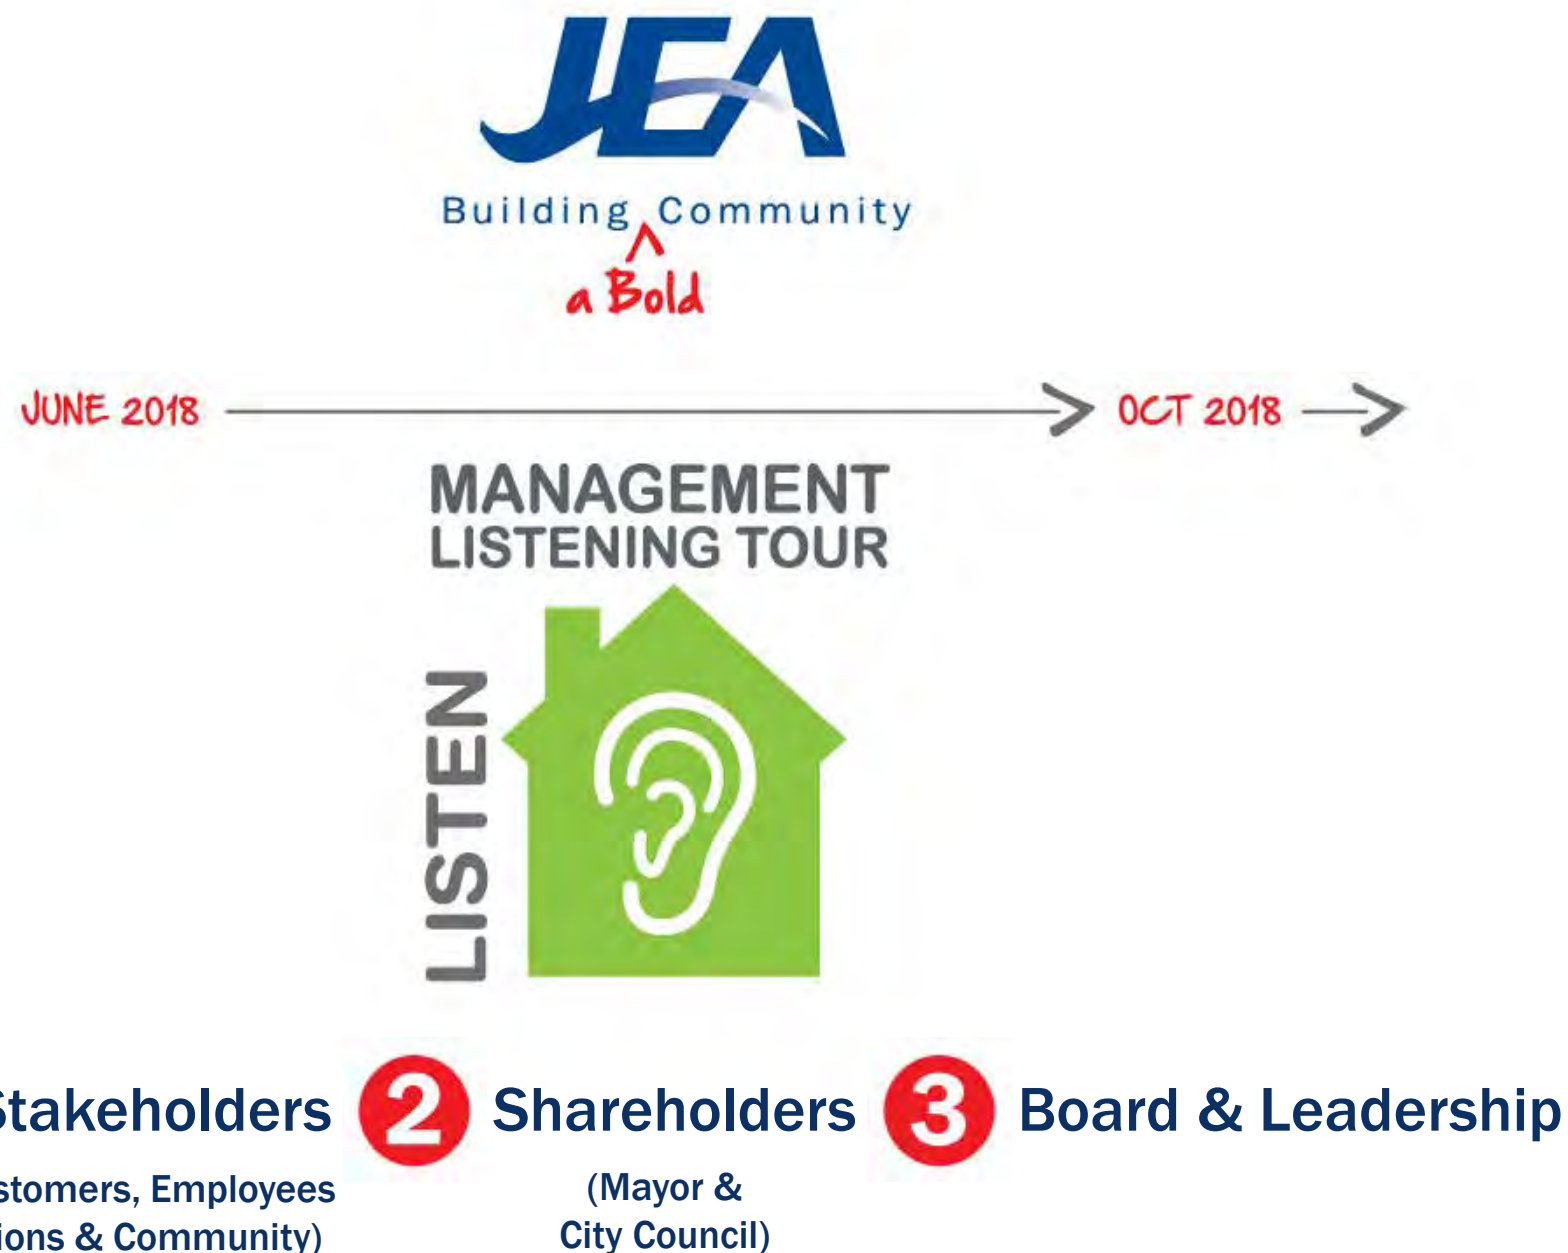 JEA
Building Community
a Bold
JUNE 2018
OCT 2018
MANAGEMENT
LISTENING TOUR
LISTEN
Stakeholders
2
Shareholders
3
Board & Leadership
stomers, Employees
ions & Community)
(Mayor &
City Council)